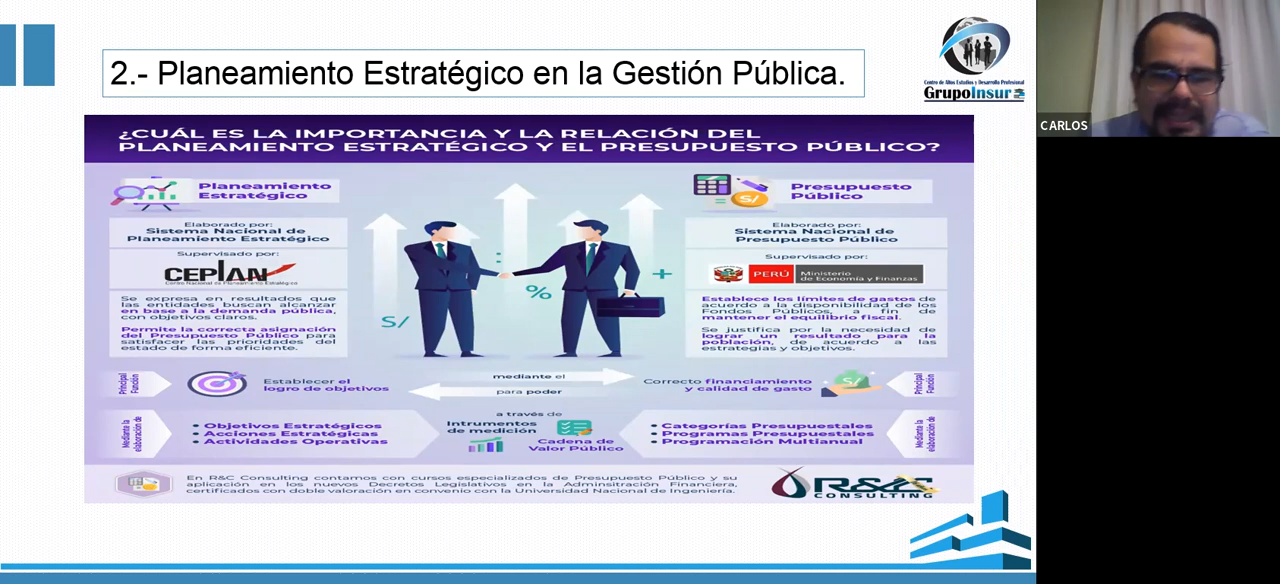 2.- Planeamiento Estratégico en la Gestión Pública.
Centro de Altos Estudios y Desarrollo Profesional
GrupoInsur
CARLOS
¿CUÁL ES LA IMPORTANCIA Y LA RELACIÓN DEL
PLANEAMIENTO ESTRATÉGICO Y EL PRESUPUESTO PÚBLICO?
Planeamiento
Estratégico
Elaborado por:
Sistema Nacional de
Planeamiento Estratégico
Supervisado por:
CEPLAN
Centro Nacional de Planeamiento Estratégico
Se expresa en resultados que
las entidades buscan alcanzar
en base a la demanda pública,
con objetivos claros.
Permite la correcta asignación
del Presupuesto Público para
satisfacer las prioridades del
estado de forma eficiente.
S/
%
+
Presupuesto
Público
S/
Elaborado por:
Sistema Nacional de
Presupuesto Público
Supervisado por:
PERÚ
Ministerio
de Economía y Finanzas
Establece los límites de gastos de
acuerdo a la disponibilidad de los
Fondos Públicos, a fin de
mantener el equilibrio fiscal.
Se justifica por la necesidad de
lograr un resultado para la
población, de acuerdo a las
estrategias y objetivos.
Principal
Función
Establecer el
logro de objetivos
mediante el
para poder
Correcto financiamiento
y calidad de gasto
S/
Principal
Función
Mediante la
elaboración de
• Objetivos Estratégicos
• Acciones Estratégicas
• Actividades Operativas
a través de
Intrumentos
de medición
Cadena de
Valor Público
• Categorías Presupuestales
• Programas Presupuestales
• Programación Multianual
Mediante la
elaboración de
En R&C Consulting contamos con cursos especializados de Presupuesto Público y su
aplicación en los nuevos Decretos Legislativos en la Adminsitración Financiera,
certificados con doble valoración en convenio con la Universidad Nacional de Ingeniería.
R&C
CONSULTING